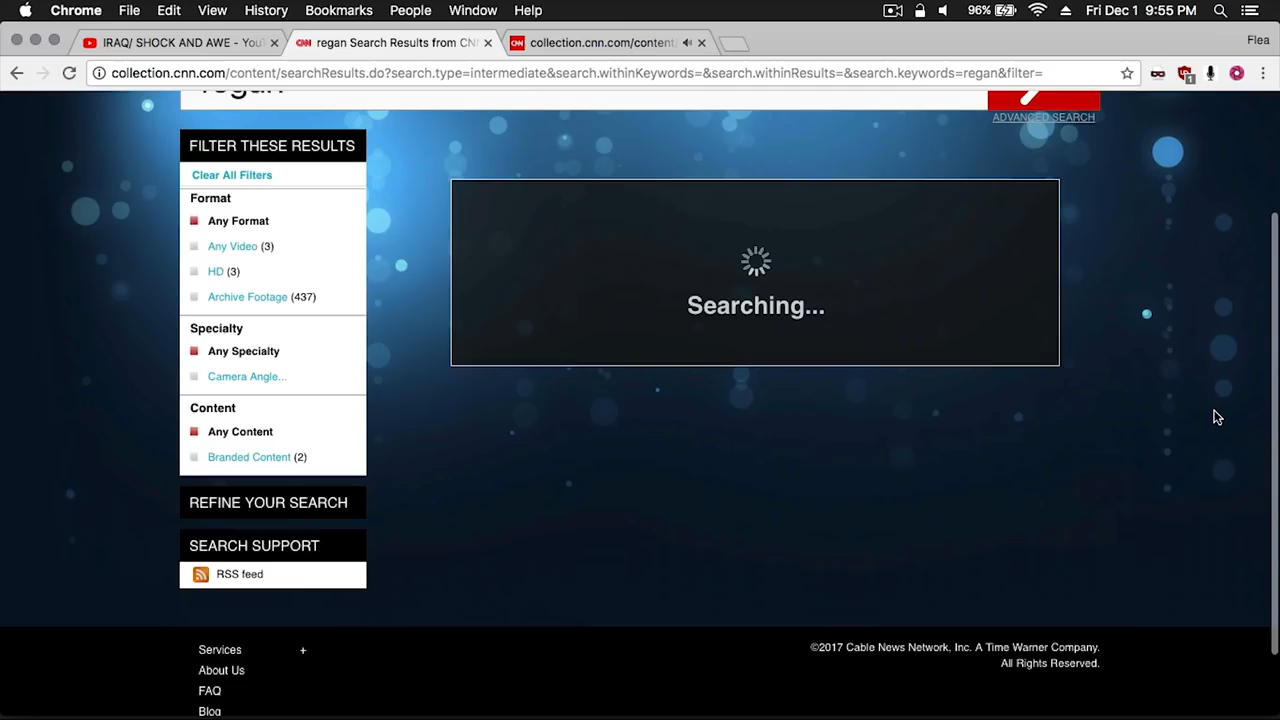 Chrome File Edit View History Bookmarks People Window Help 96% Fri Dec 1 9:55 PM
IRAQ/ SHOCK AND AWE - You regan Search Results from CN collection.cnn.com/content/ Flea
collection.cnn.com/content/searchResults.do?search.type=intermediate&search.withinKeywords=&search.withinResults=&search.keywords=regan&filter=
1
regan
ADVANCED SEARCH
FILTER THESE RESULTS
Clear All Filters
Format
Any Format
Any Video (3)
HD (3)
Archive Footage (437)
Specialty
Any Specialty
Camera Angle...
Content
Any Content
Branded Content (2)
REFINE YOUR SEARCH
SEARCH SUPPORT
RSS feed
Searching...
Services +
About Us
FAQ
Blog
©2017 Cable News Network, Inc. A Time Warner Company.
All Rights Reserved.